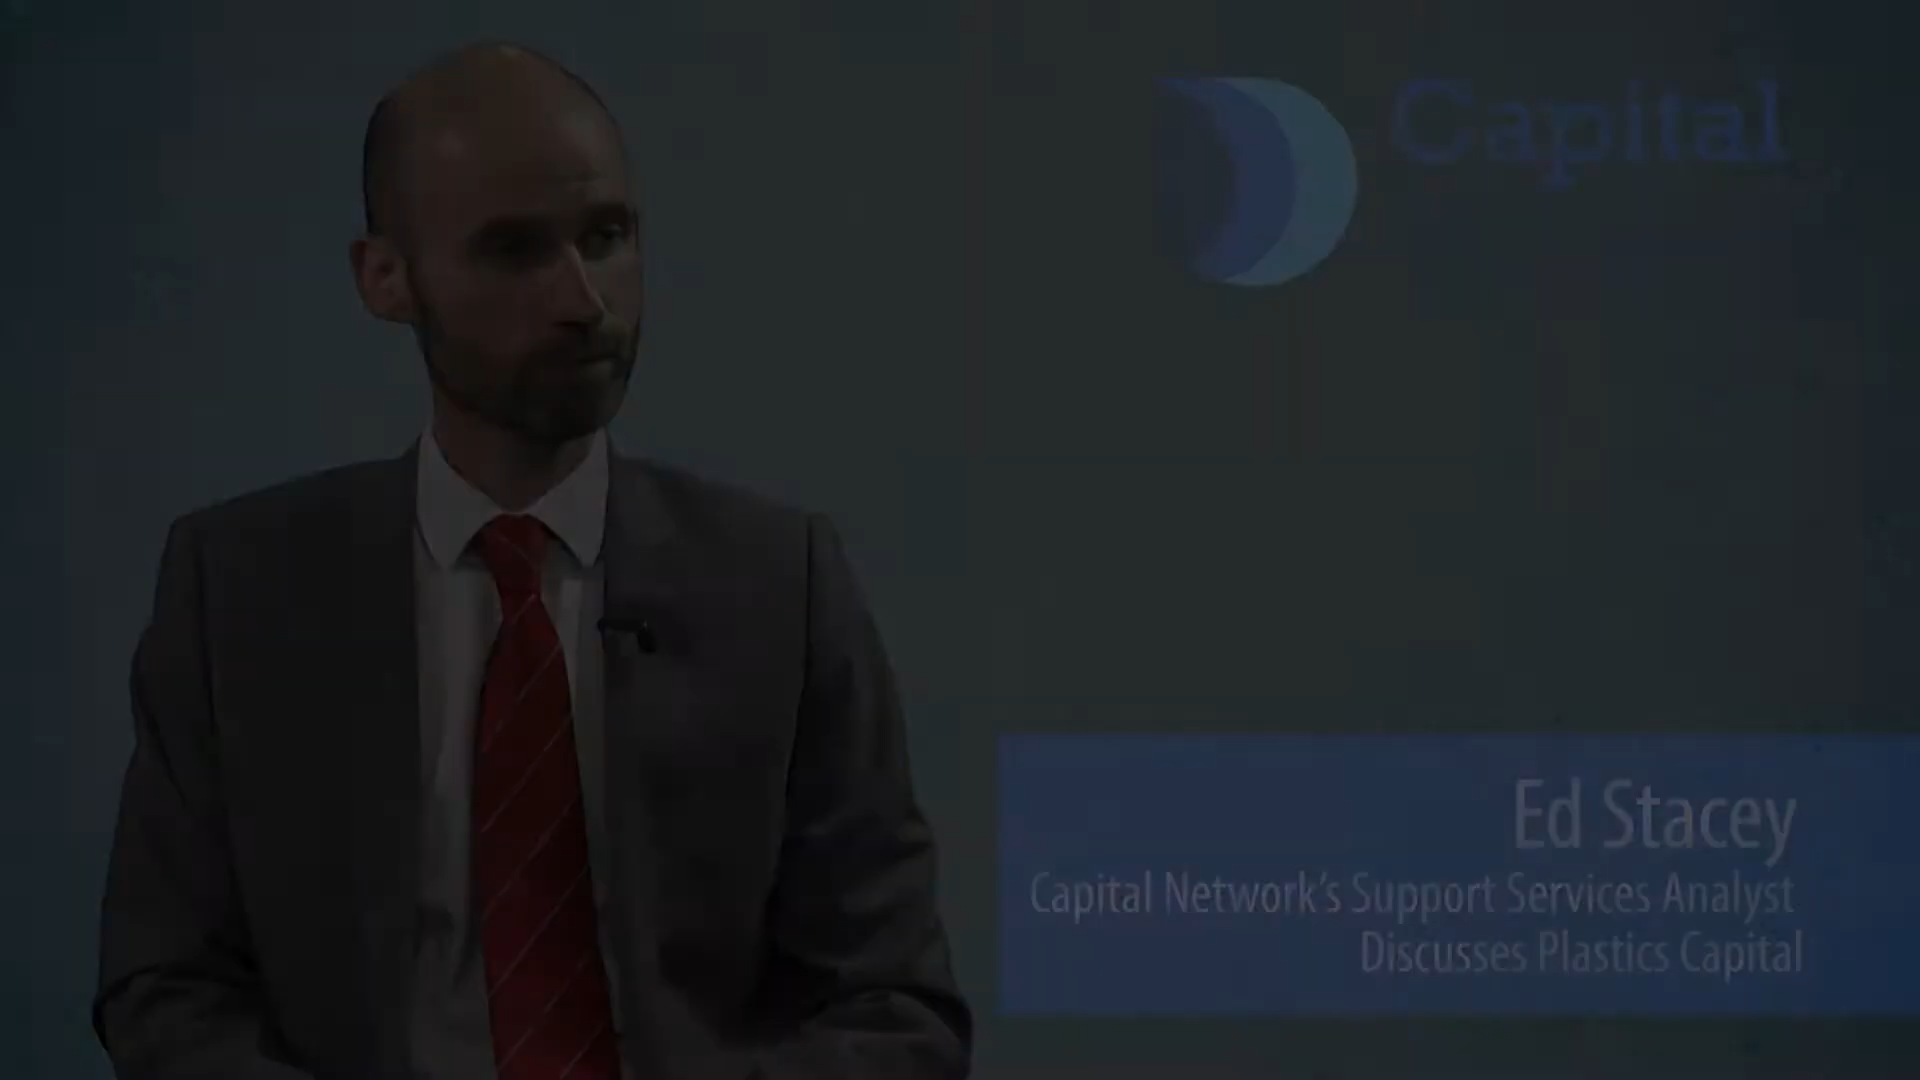 Capital
Ed Stacey
Capital Network's Support Services Analyst
Discusses Plastics Capital